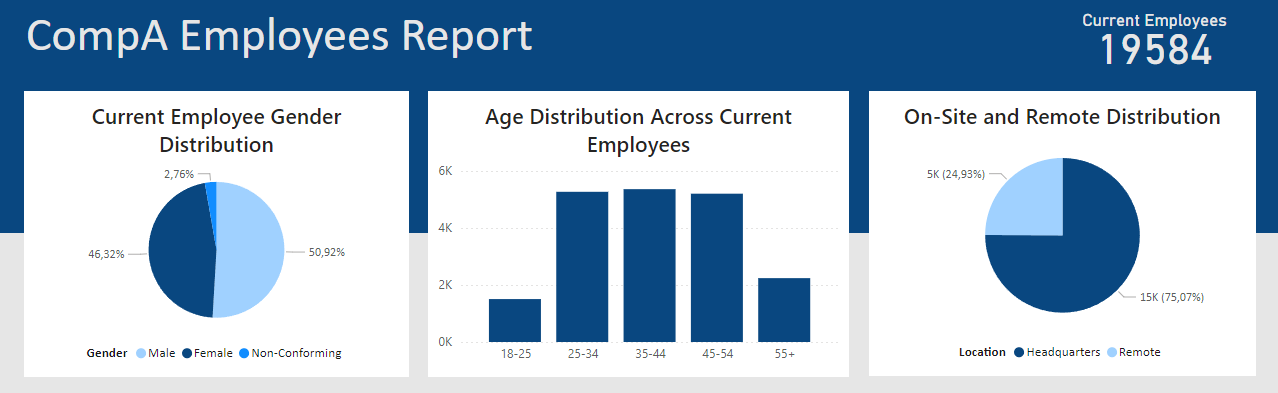 CompA Employees Report
Current Employees
19584
Current Employee Gender
Distribution
2,76%
46,32%
50,92%
Gender Male Female Non-Conforming
Age Distribution Across Current
Employees
6K
4K
2K
0K
18-25 25-34 35-44 45-54 55+
On-Site and Remote Distribution
5K (24,93%)
15K (75,07%)
Location Headquarters Remote